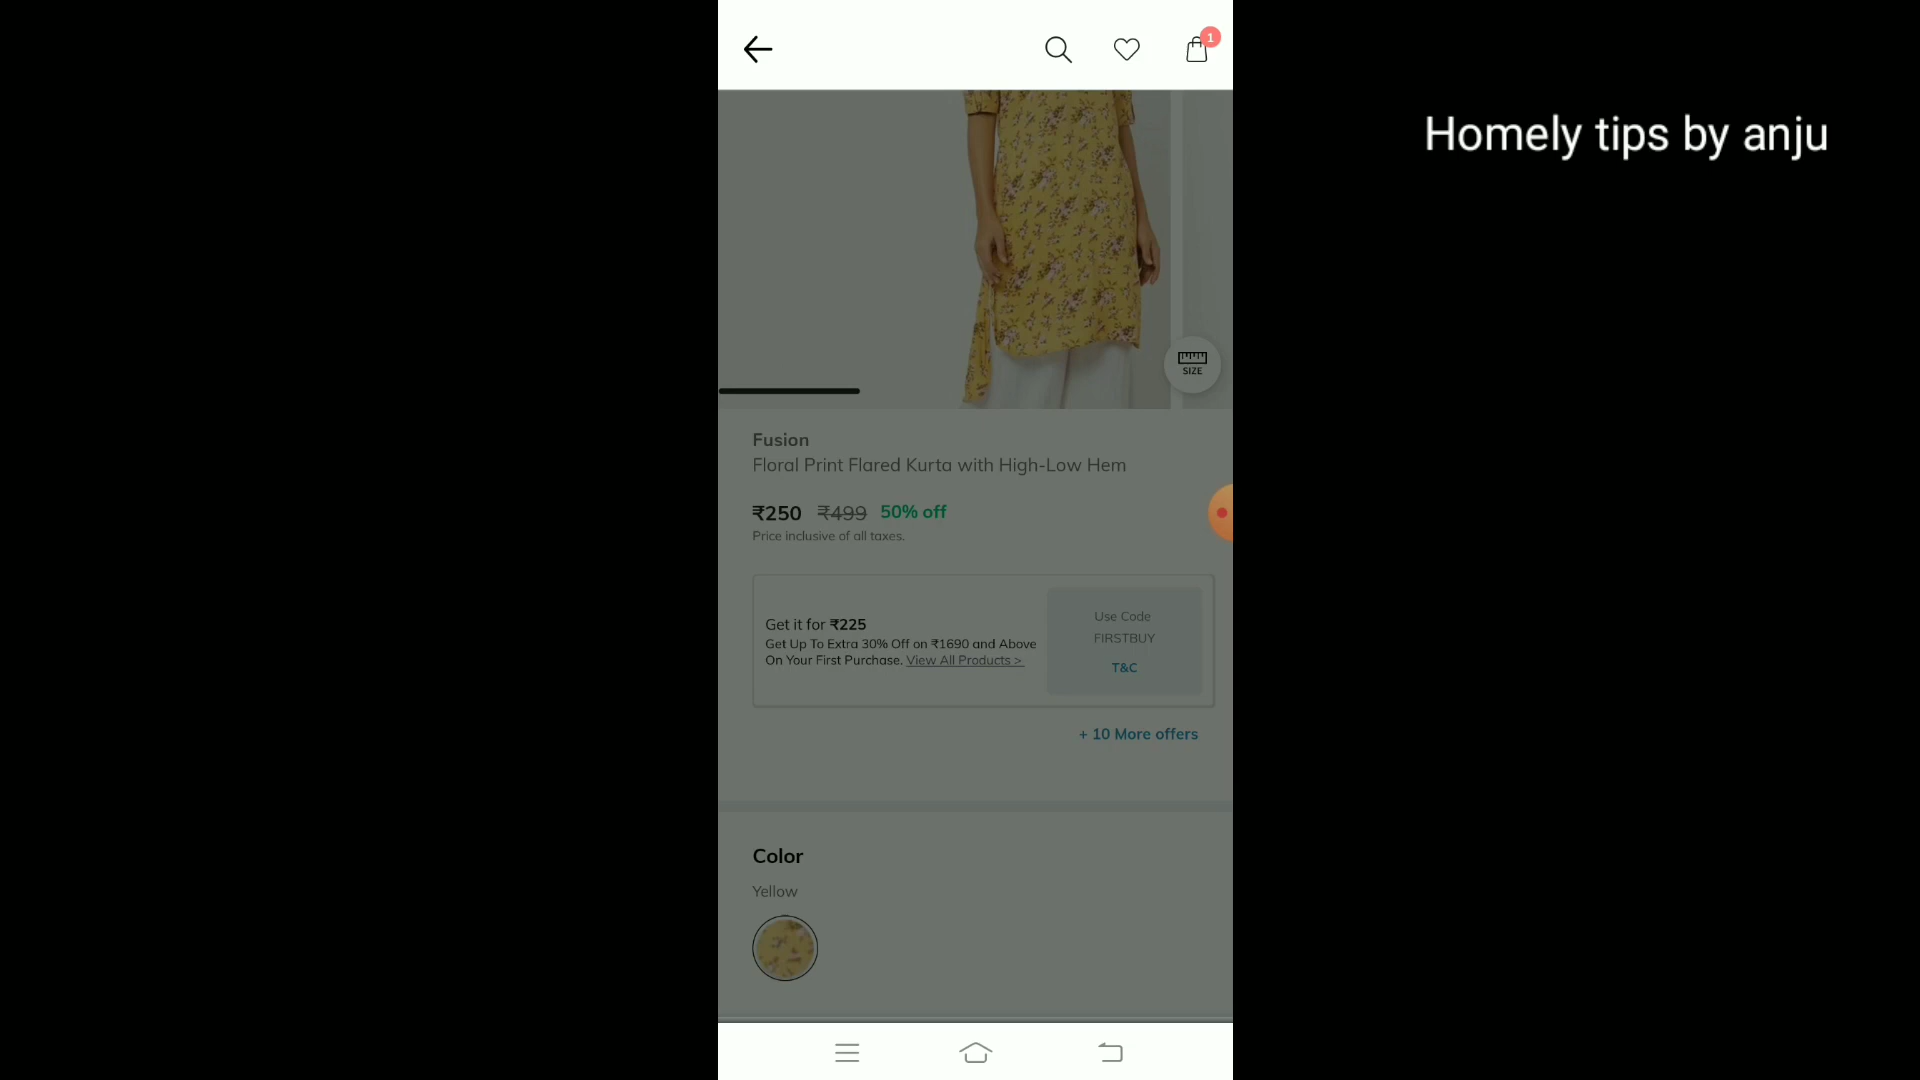 1
Homely tips by anju
SIZE
Fusion
Floral Print Flared Kurta with High-Low Hem
₹250 ₹499 50% off
Price inclusive of all taxes.
Get it for ₹225
Get Up To Extra 30% Off on ₹1690 and Above
On Your First Purchase. View All Products >
Use Code
FIRSTBUY
T&C
+ 10 More offers
Color
Yellow